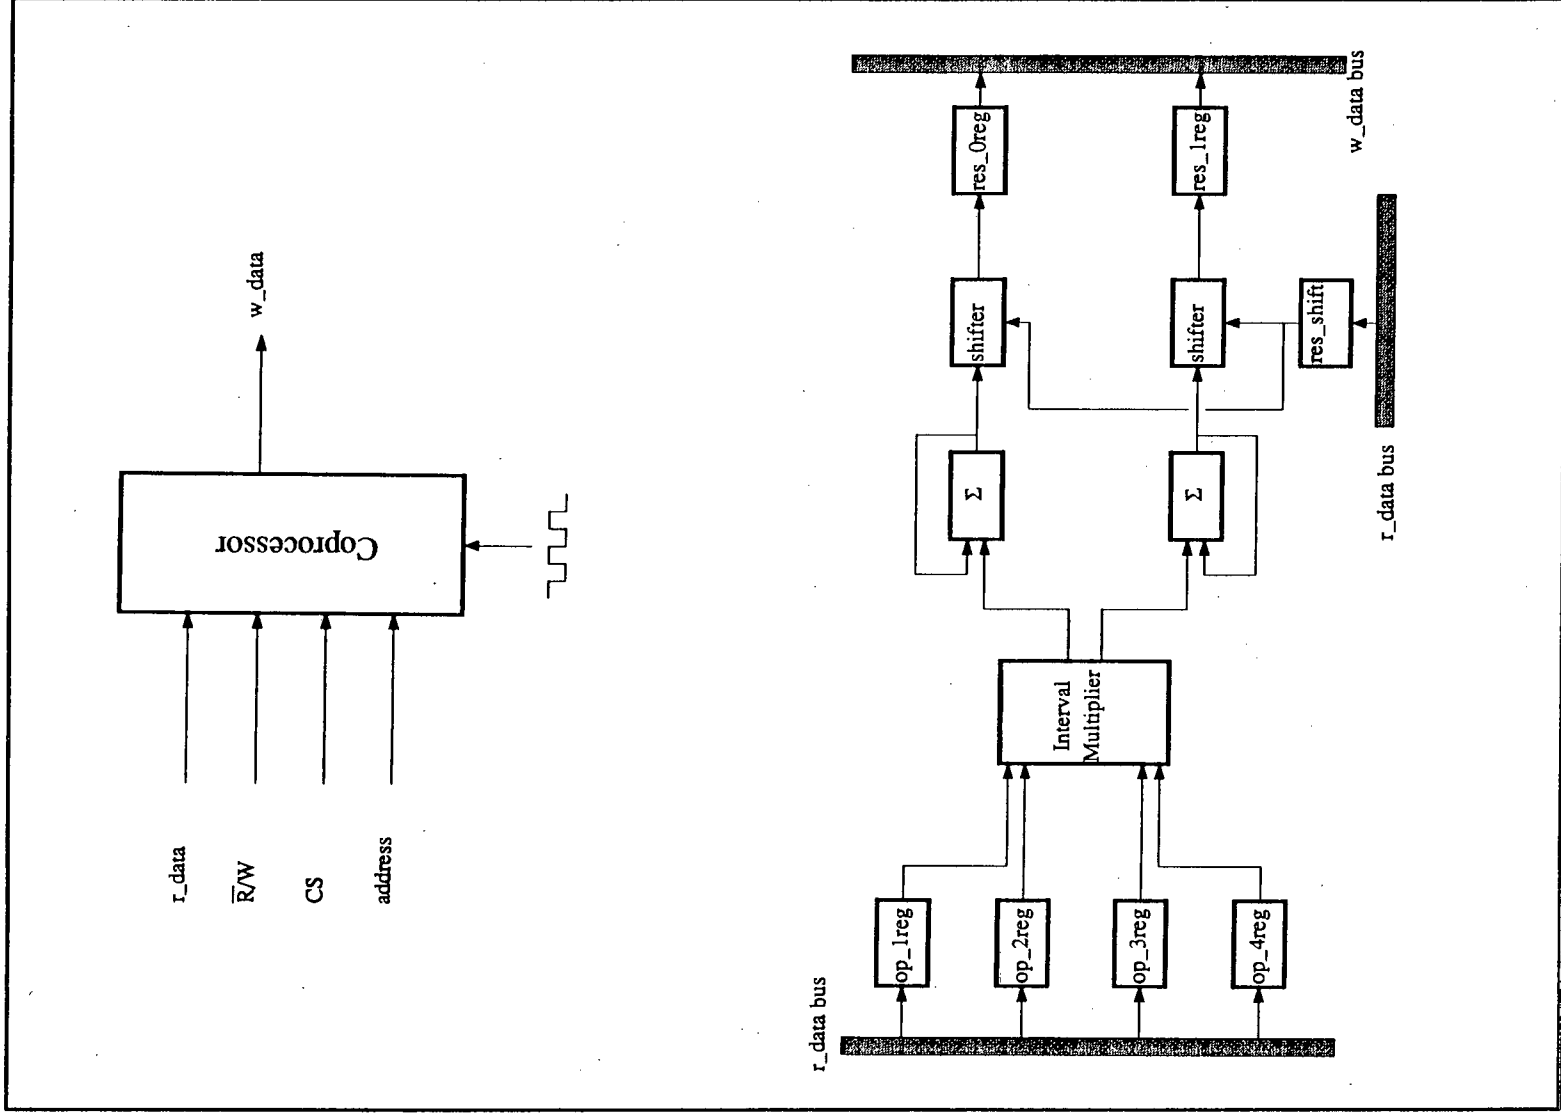 r_data
R̅/W
CS
address
Coprocessor
w_data
r_data bus
op_1reg
op_2reg
op_3reg
op_4reg
Interval
Multiplier
Σ
Σ
shifter
shifter
res_shift
r_data bus
res_0reg
res_1reg
w_data bus